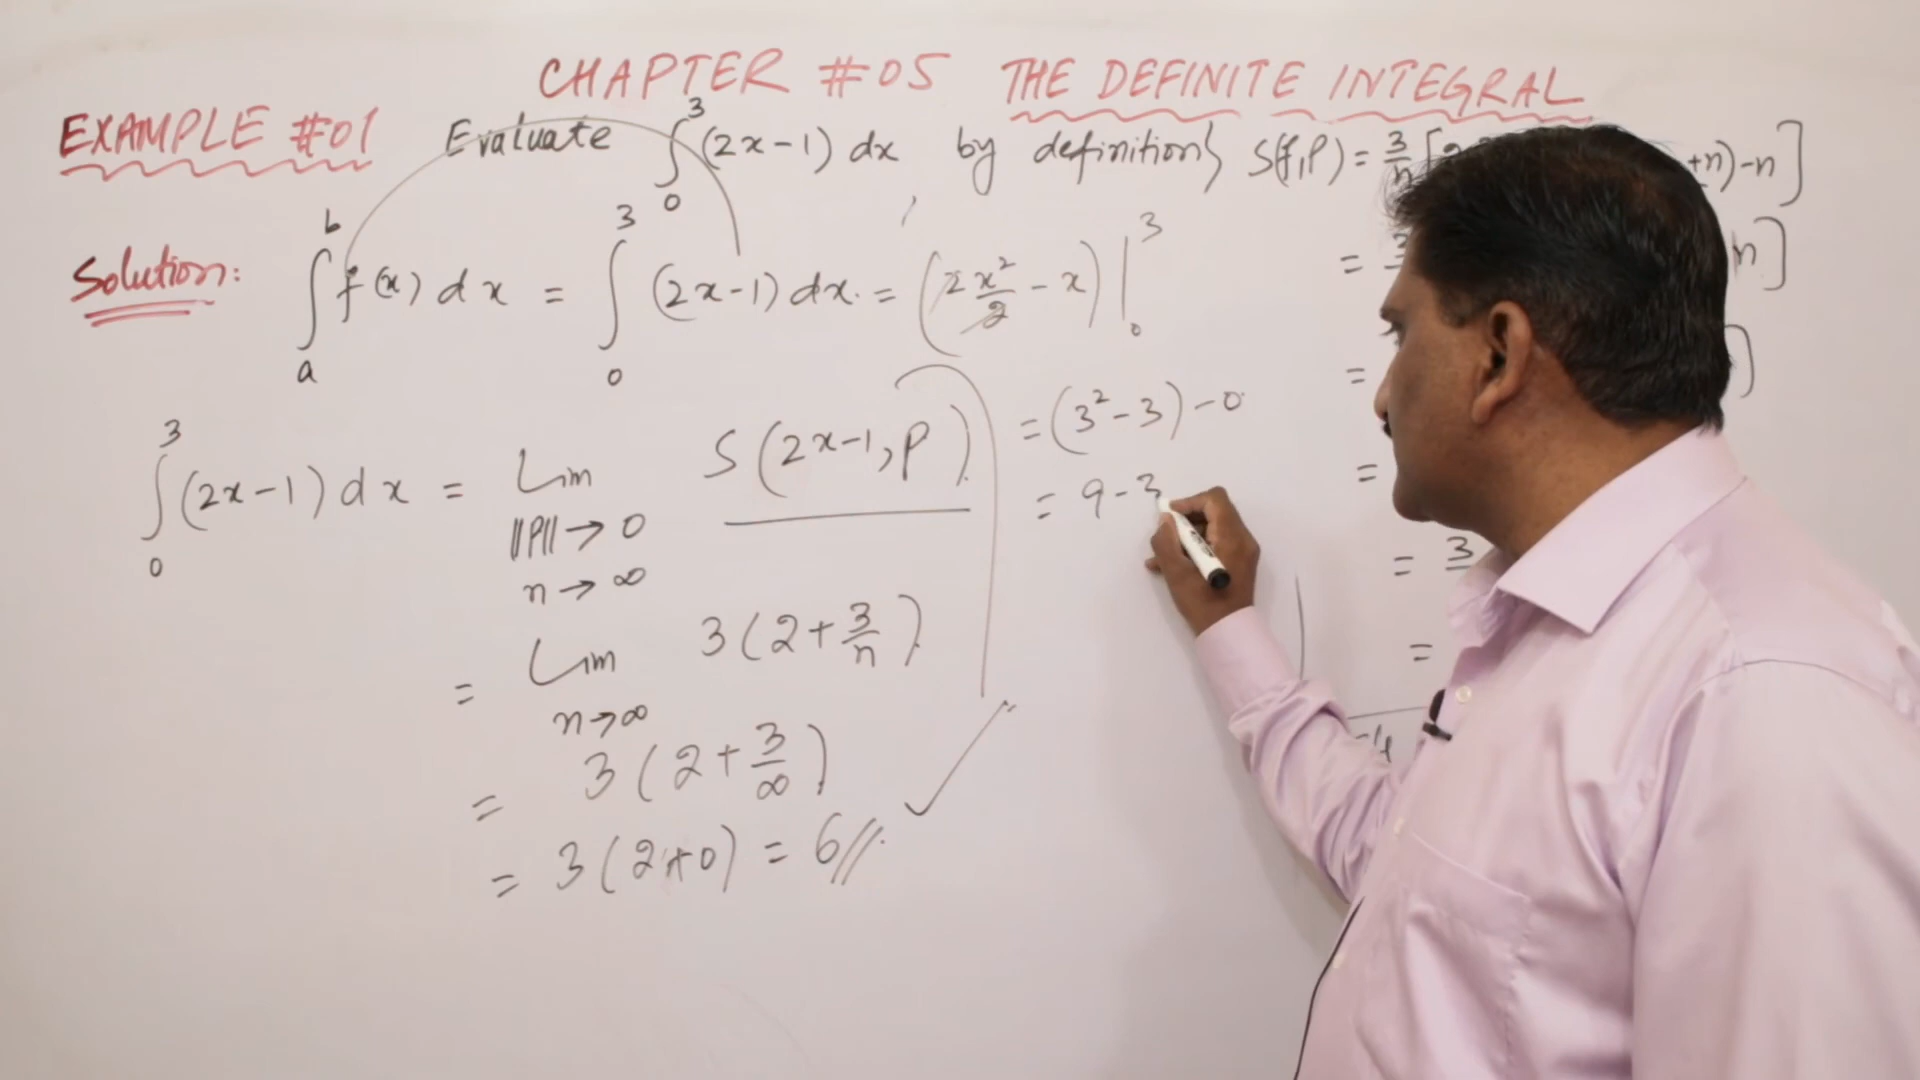 CHAPTER #05 THE DEFINITE INTEGRAL
EXAMPLE #01 Evaluate ∫₀³ (2x-1) dx by definition} S(f,P) = 3/n [ +n) -n ]
Solution: ∫ₐᵇ f(x) dx = ∫₀³ (2x-1) dx. = (2x²/2 - x) |₀³
= 3 n ]
= ]
∫₀³ (2x-1) dx = Lim S(2x-1, P)
||P|| → 0
n → ∞
= Lim 3(2 + 3/n)
n → ∞
= 3(2 + 3/∞)
= 3(2+0) = 6//.
= (3² - 3) - 0
= 9 - 3
=
= 3
=